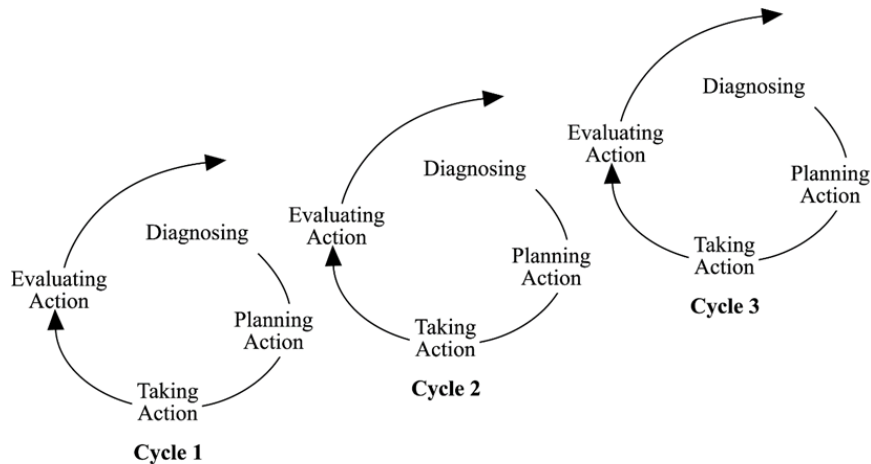 Diagnosing
Planning
Action
Taking
Action
Evaluating
Action
Cycle 1
Diagnosing
Planning
Action
Taking
Action
Evaluating
Action
Cycle 2
Diagnosing
Planning
Action
Taking
Action
Evaluating
Action
Cycle 3